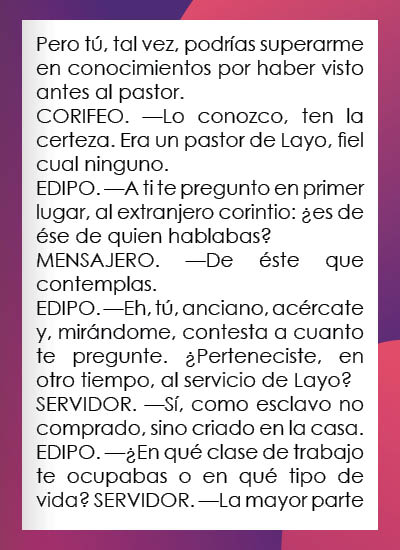 Pero tú, tal vez, podrías superarme
en conocimientos por haber visto
antes al pastor.
CORIFEO. —Lo conozco, ten la
certeza. Era un pastor de Layo, fiel
cual ninguno.
EDIPO. —A ti te pregunto en primer
lugar, al extranjero corintio: ¿es de
ése de quien hablabas?
MENSAJERO. —De éste que
contemplas.
EDIPO. —Eh, tú, anciano, acércate
y, mirándome, contesta a cuanto
te pregunte. ¿Perteneciste, en
otro tiempo, al servicio de Layo?
SERVIDOR. —Sí, como esclavo no
comprado, sino criado en la casa.
EDIPO. —¿En qué clase de trabajo
te ocupabas o en qué tipo de
vida? SERVIDOR. —La mayor parte